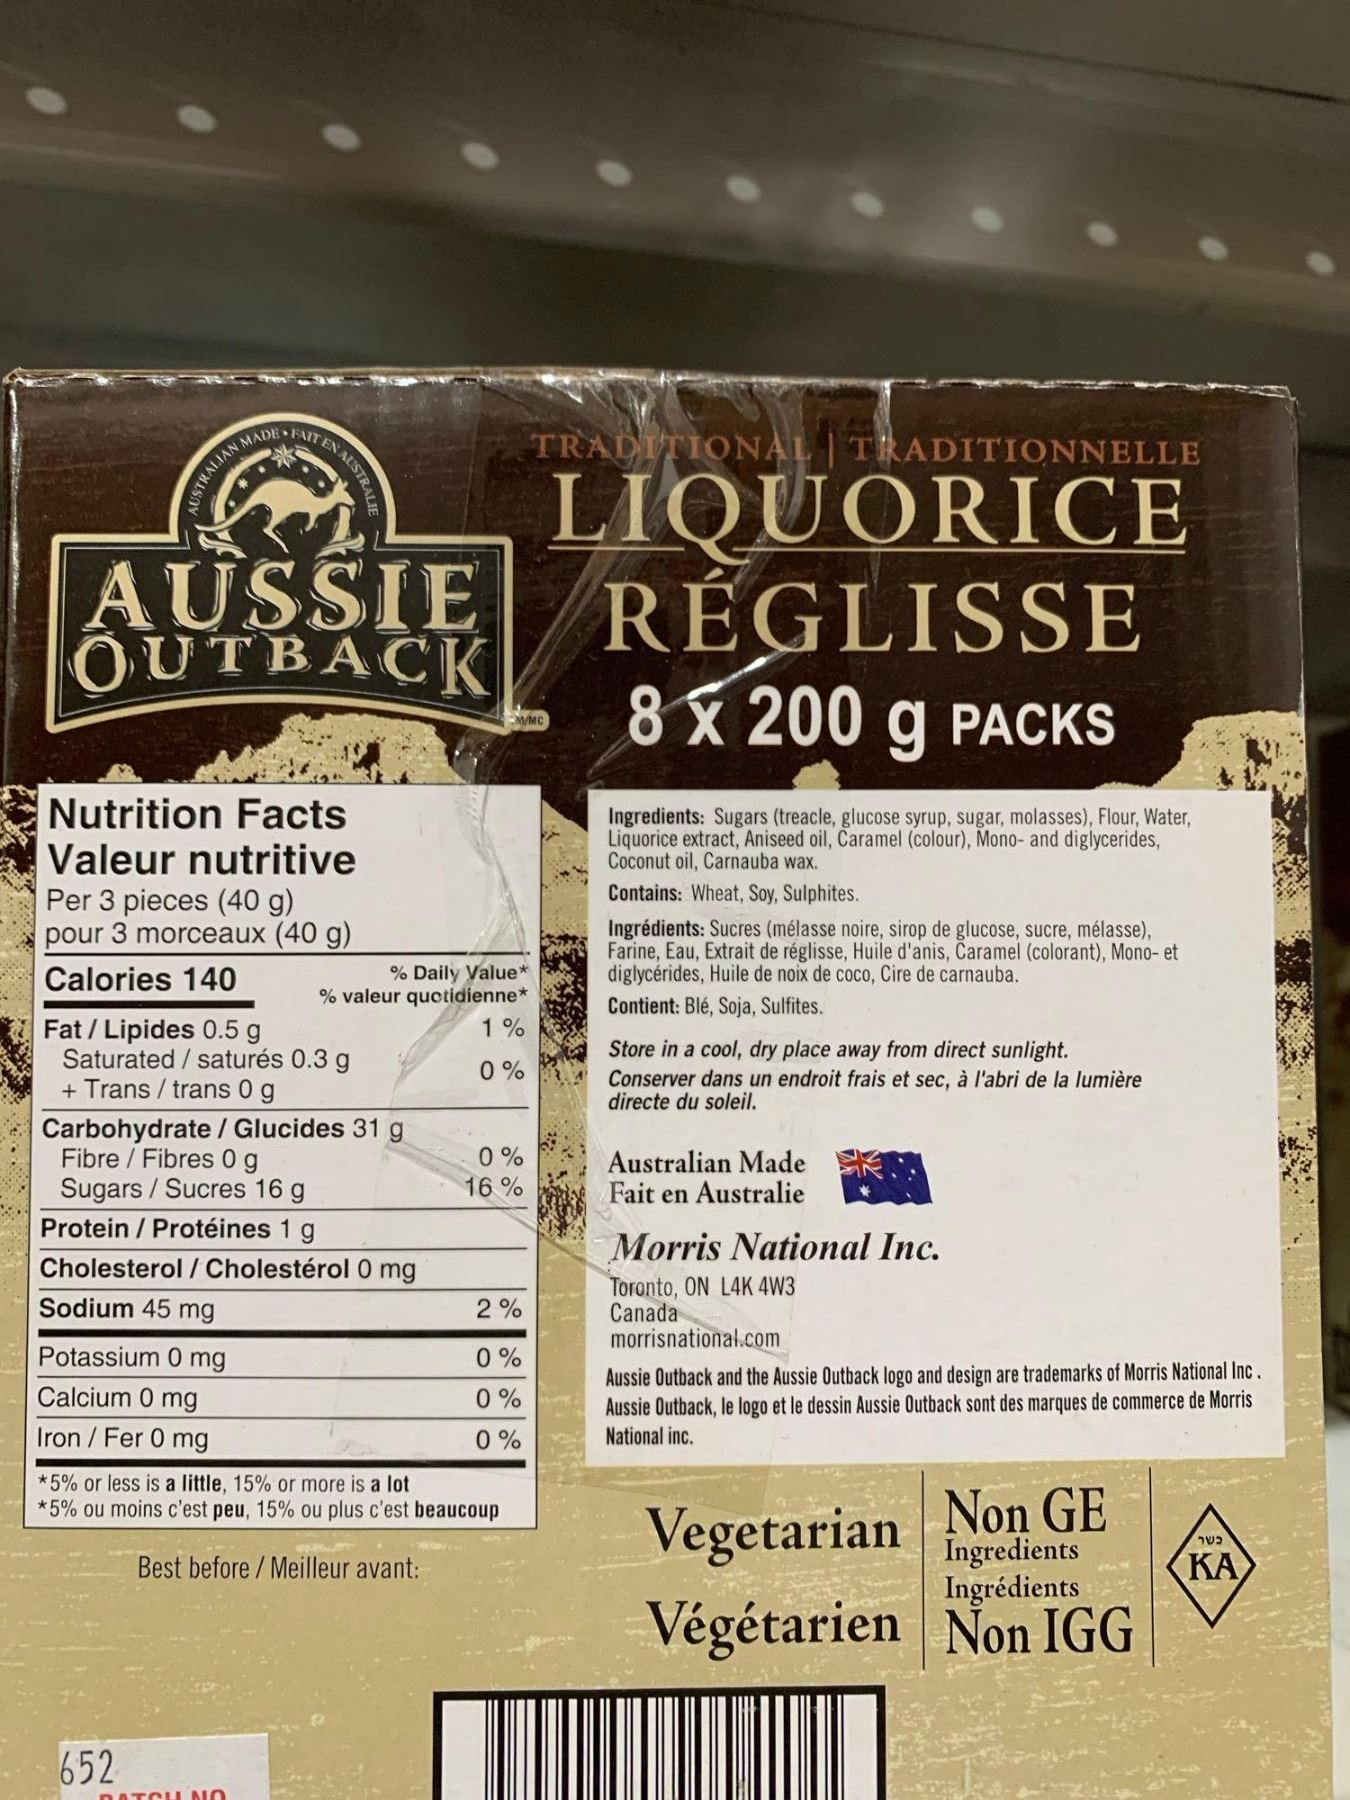 AUSTRALIAN MADE • FAIT EN AUSTRALIE
AUSSIE
OUTBACK
TM/MC
TRADITIONAL | TRADITIONNELLE
LIQUORICE
RÉGLISSE
8 x 200 g PACKS
Nutrition Facts
Valeur nutritive
Per 3 pieces (40 g)
pour 3 morceaux (40 g)
Calories 140
% Daily Value*
% valeur quotidienne*
Fat / Lipides 0.5 g 1 %
Saturated / saturés 0.3 g
+ Trans / trans 0 g 0 %
Carbohydrate / Glucides 31 g
Fibre / Fibres 0 g 0 %
Sugars / Sucres 16 g 16 %
Protein / Protéines 1 g
Cholesterol / Cholestérol 0 mg
Sodium 45 mg 2 %
Potassium 0 mg 0 %
Calcium 0 mg 0 %
Iron / Fer 0 mg 0 %
*5% or less is a little, 15% or more is a lot
*5% ou moins c'est peu, 15% ou plus c'est beaucoup
Best before / Meilleur avant:
Ingredients: Sugars (treacle, glucose syrup, sugar, molasses), Flour, Water,
Liquorice extract, Aniseed oil, Caramel (colour), Mono- and diglycerides,
Coconut oil, Carnauba wax.
Contains: Wheat, Soy, Sulphites.
Ingrédients: Sucres (mélasse noire, sirop de glucose, sucre, mélasse),
Farine, Eau, Extrait de réglisse, Huile d'anis, Caramel (colorant), Mono- et
diglycérides, Huile de noix de coco, Cire de carnauba.
Contient: Blé, Soja, Sulfites.
Store in a cool, dry place away from direct sunlight.
Conserver dans un endroit frais et sec, à l'abri de la lumière
directe du soleil.
Australian Made
Fait en Australie
Morris National Inc.
Toronto, ON L4K 4W3
Canada
morrisnational.com
Aussie Outback and the Aussie Outback logo and design are trademarks of Morris National Inc.
Aussie Outback, le logo et le dessin Aussie Outback sont des marques de commerce de Morris
National inc.
Vegetarian
Végétarien
Non GE
Ingredients
Ingrédients
Non IGG
כשר
KA
652
BATCH NO